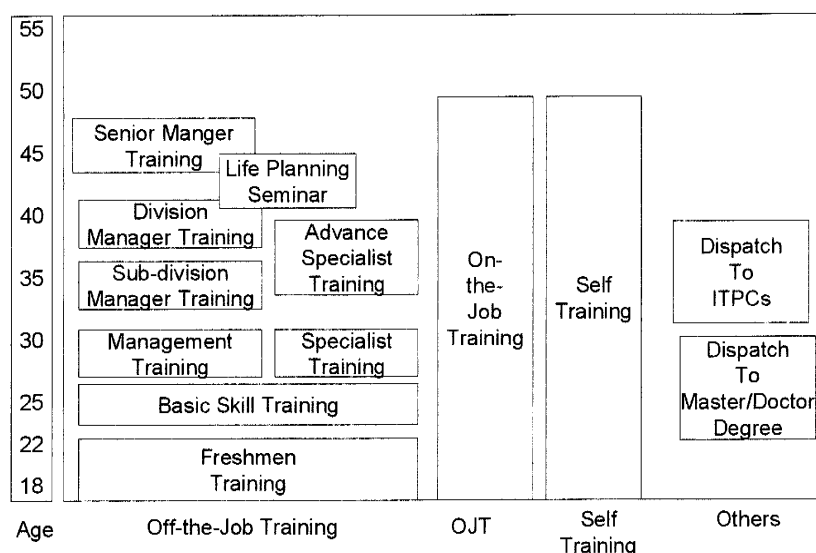 55
50
45
40
35
30
25
22
18
Age
Senior Manger
Training
Life Planning
Seminar
Division
Manager Training
Advance
Specialist
Training
Sub-division
Manager Training
Management
Training
Specialist
Training
Basic Skill Training
Freshmen
Training
Off-the-Job Training
On-
the-
Job
Training
OJT
Self
Training
Self
Training
Dispatch
To
ITPCs
Dispatch
To
Master/Doctor
Degree
Others